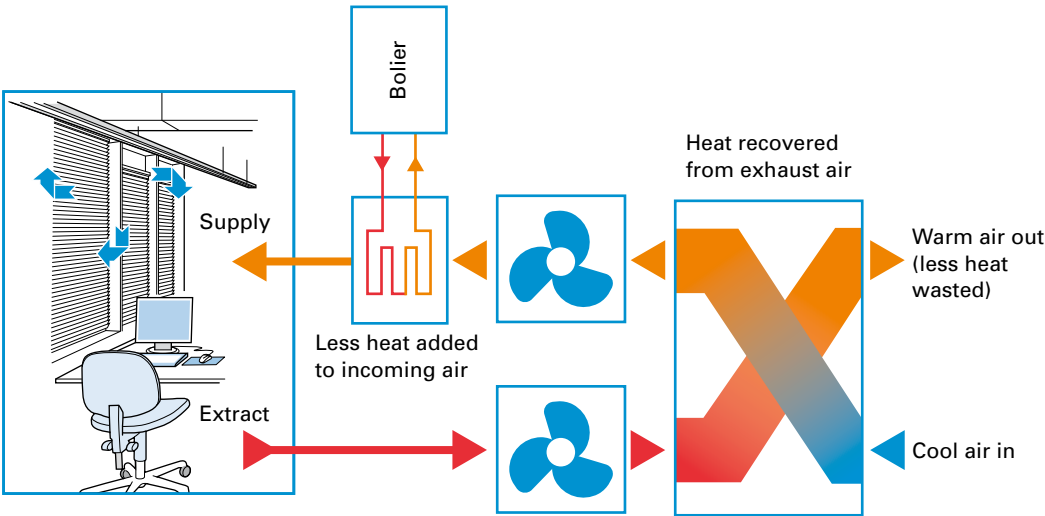 Bolier
Heat recovered
from exhaust air
Supply
Warm air out
(less heat
wasted)
Less heat added
to incoming air
Extract
Cool air in